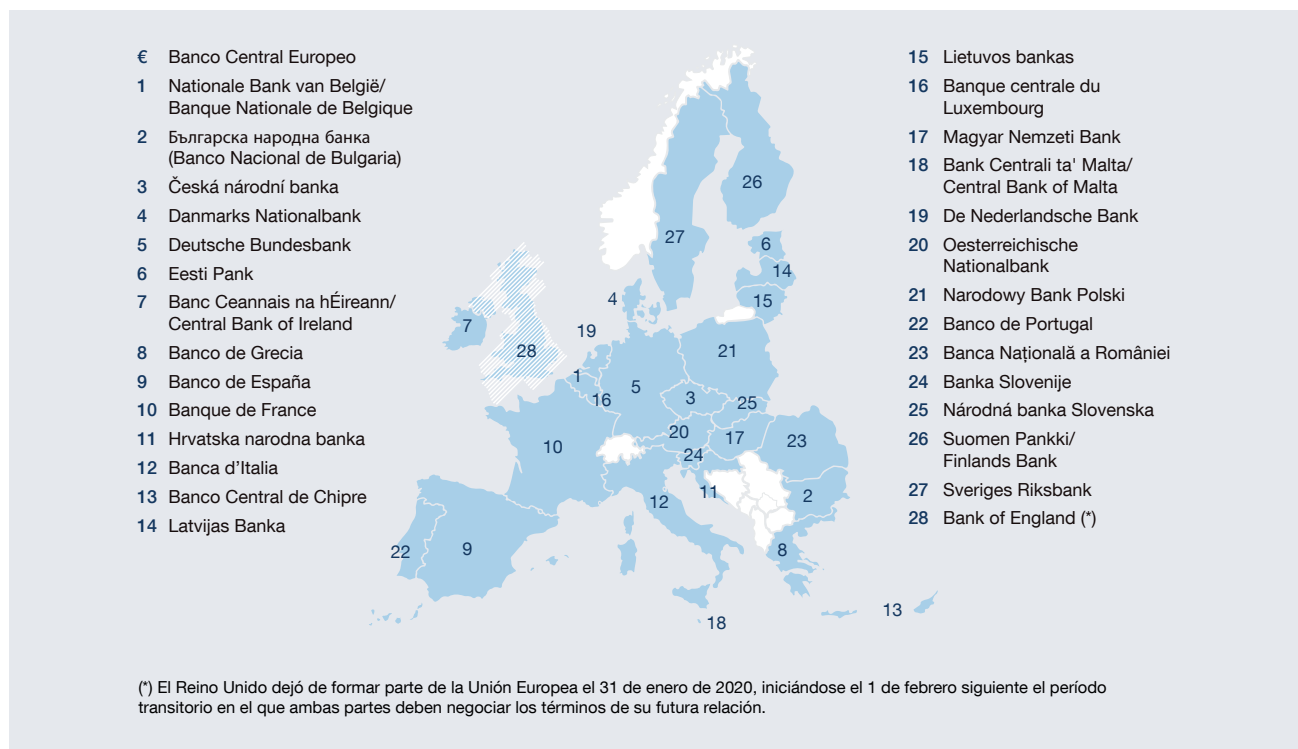 € Banco Central Europeo
1 Nationale Bank van België/
Banque Nationale de Belgique
2 Българска народна банка
(Banco Nacional de Bulgaria)
3 Česká národní banka
4 Danmarks Nationalbank
5 Deutsche Bundesbank
6 Eesti Pank
7 Banc Ceannais na hÉireann/
Central Bank of Ireland
8 Banco de Grecia
9 Banco de España
10 Banque de France
11 Hrvatska narodna banka
12 Banca d’Italia
13 Banco Central de Chipre
14 Latvijas Banka
26
27
6
14
15
4
19
7
28
21
1
5
16
3
25
20
17
10
24
23
11
12
2
22
9
8
13
18
15 Lietuvos bankas
16 Banque centrale du
Luxembourg
17 Magyar Nemzeti Bank
18 Bank Centrali ta' Malta/
Central Bank of Malta
19 De Nederlandsche Bank
20 Oesterreichische
Nationalbank
21 Narodowy Bank Polski
22 Banco de Portugal
23 Banca Națională a României
24 Banka Slovenije
25 Národná banka Slovenska
26 Suomen Pankki/
Finlands Bank
27 Sveriges Riksbank
28 Bank of England (*)
(*) El Reino Unido dejó de formar parte de la Unión Europea el 31 de enero de 2020, iniciándose el 1 de febrero siguiente el período
transitorio en el que ambas partes deben negociar los términos de su futura relación.